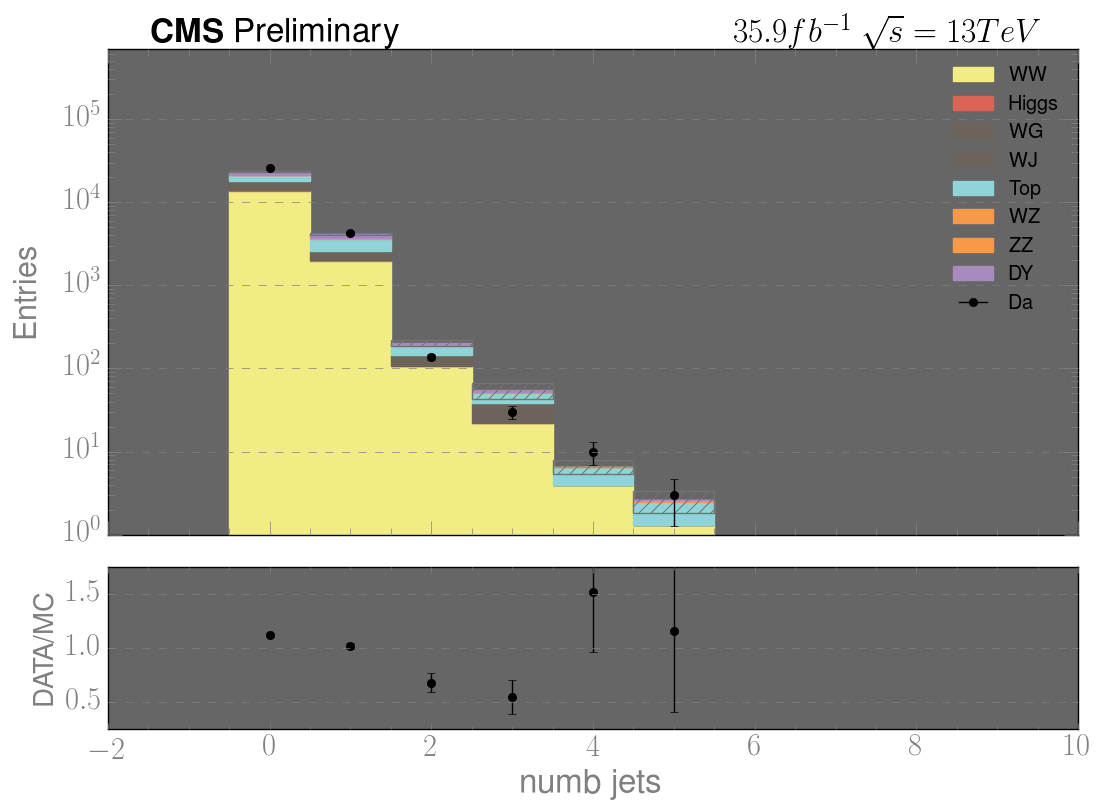 CMS Preliminary
35.9fb⁻¹ √s = 13TeV
Entries
10⁵
10⁴
10³
10²
10¹
10⁰
WW
Higgs
WG
WJ
Top
WZ
ZZ
DY
Da
DATA/MC
1.5
1.0
0.5
−2 0 2 4 6 8 10
numb jets